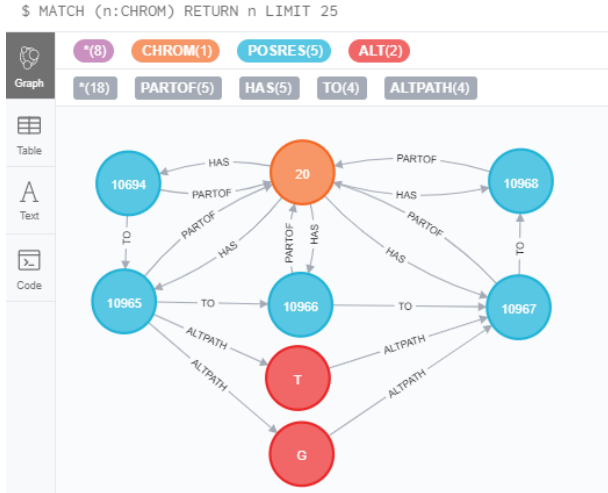 $ MATCH (n:CHROM) RETURN n LIMIT 25
*(8) CHROM(1) POSRES(5) ALT(2)
Graph
*(18) PARTOF(5) HAS(5) TO(4) ALTPATH(4)
Table
Text
Code
HAS
PARTOF
10694
20
10968
PARTOF
HAS
TO
PARTOF
HAS
PARTOF
HAS
PARTOF
HAS
TO
10965
TO
10966
TO
10967
ALTPATH
ALTPATH
T
ALTPATH
ALTPATH
G